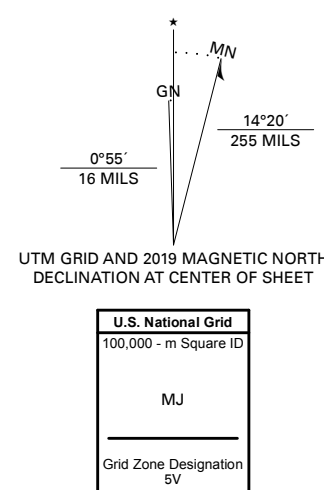 ★
MN
GN
14°20´
255 MILS
0°55´
16 MILS
UTM GRID AND 2019 MAGNETIC NORTH
DECLINATION AT CENTER OF SHEET
U.S. National Grid
100,000 - m Square ID
MJ
Grid Zone Designation
5V